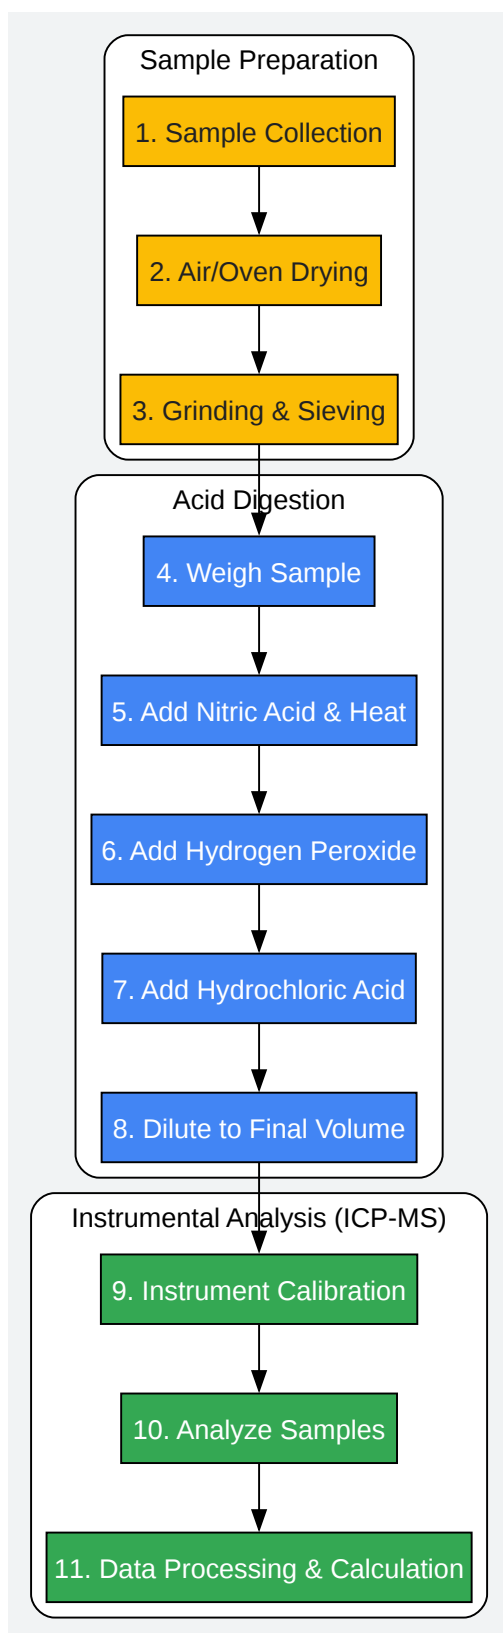 Sample Preparation
1. Sample Collection
2. Air/Oven Drying
3. Grinding & Sieving
Acid Digestion
4. Weigh Sample
5. Add Nitric Acid & Heat
6. Add Hydrogen Peroxide
7. Add Hydrochloric Acid
8. Dilute to Final Volume
Instrumental Analysis (ICP-MS)
9. Instrument Calibration
10. Analyze Samples
11. Data Processing & Calculation